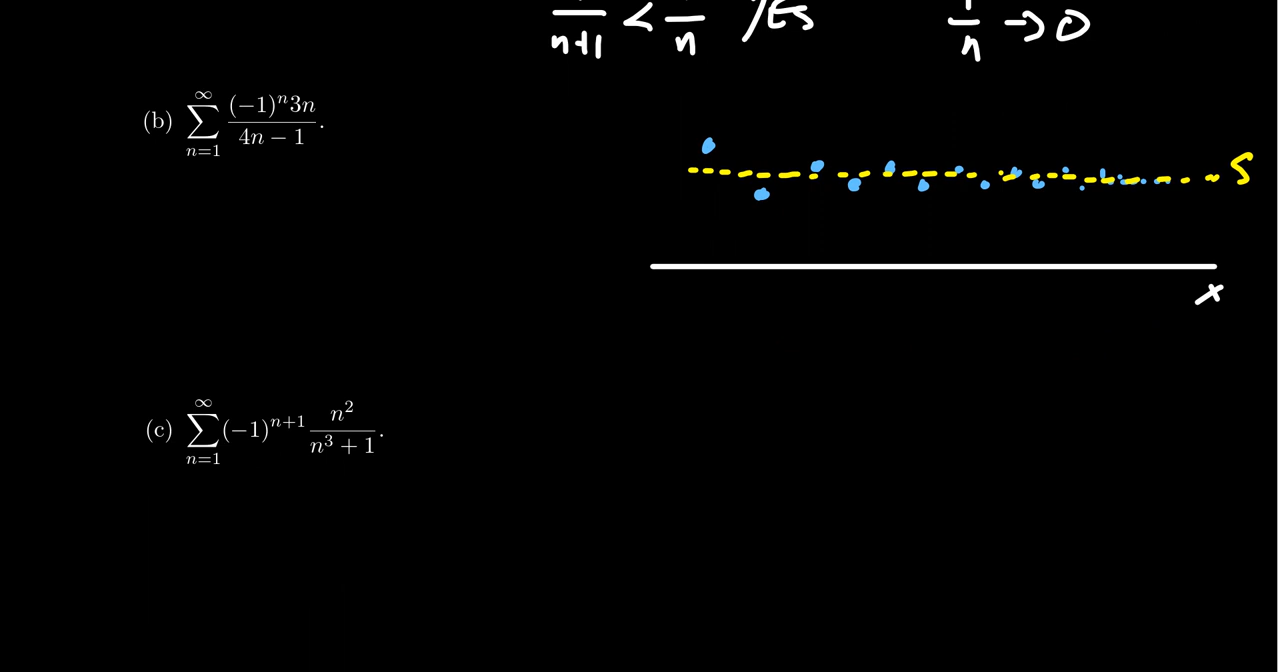 1/(n+1) < 1/n YES 1/n → 0
(b) ∑_{n=1}^{∞} (−1)^n 3n / (4n − 1).
S
x
(c) ∑_{n=1}^{∞} (−1)^{n+1} n^2 / (n^3 + 1).